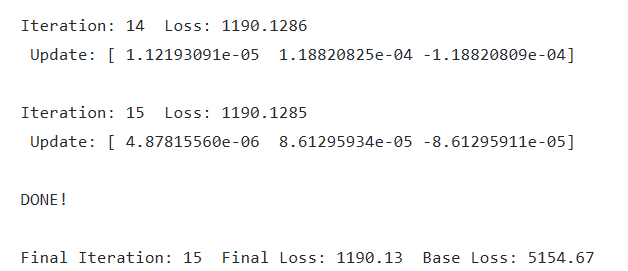 Iteration: 14  Loss: 1190.1286
 Update: [ 1.12193091e-05  1.18820825e-04 -1.18820809e-04]
Iteration: 15  Loss: 1190.1285
 Update: [ 4.87815560e-06  8.61295934e-05 -8.61295911e-05]
DONE!
Final Iteration: 15  Final Loss: 1190.13  Base Loss: 5154.67